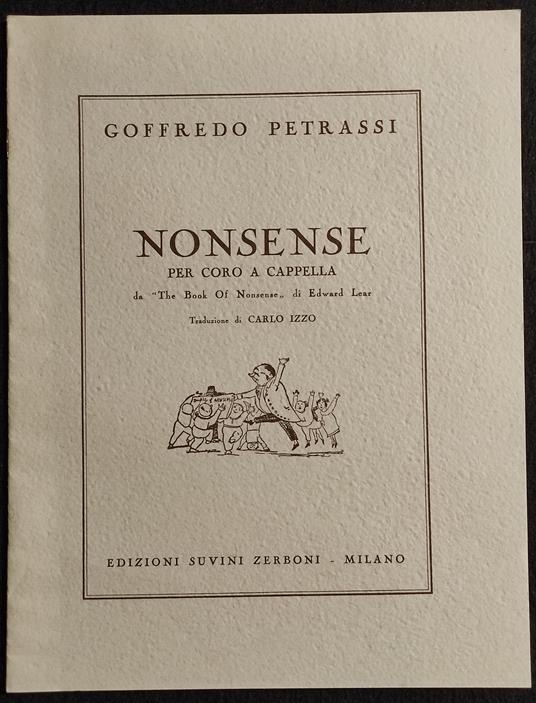 GOFFREDO PETRASSI
NONSENSE
PER CORO A CAPPELLA
da "The Book Of Nonsense„ di Edward Lear
Traduzione di CARLO IZZO
EDIZIONI SUVINI ZERBONI - MILANO